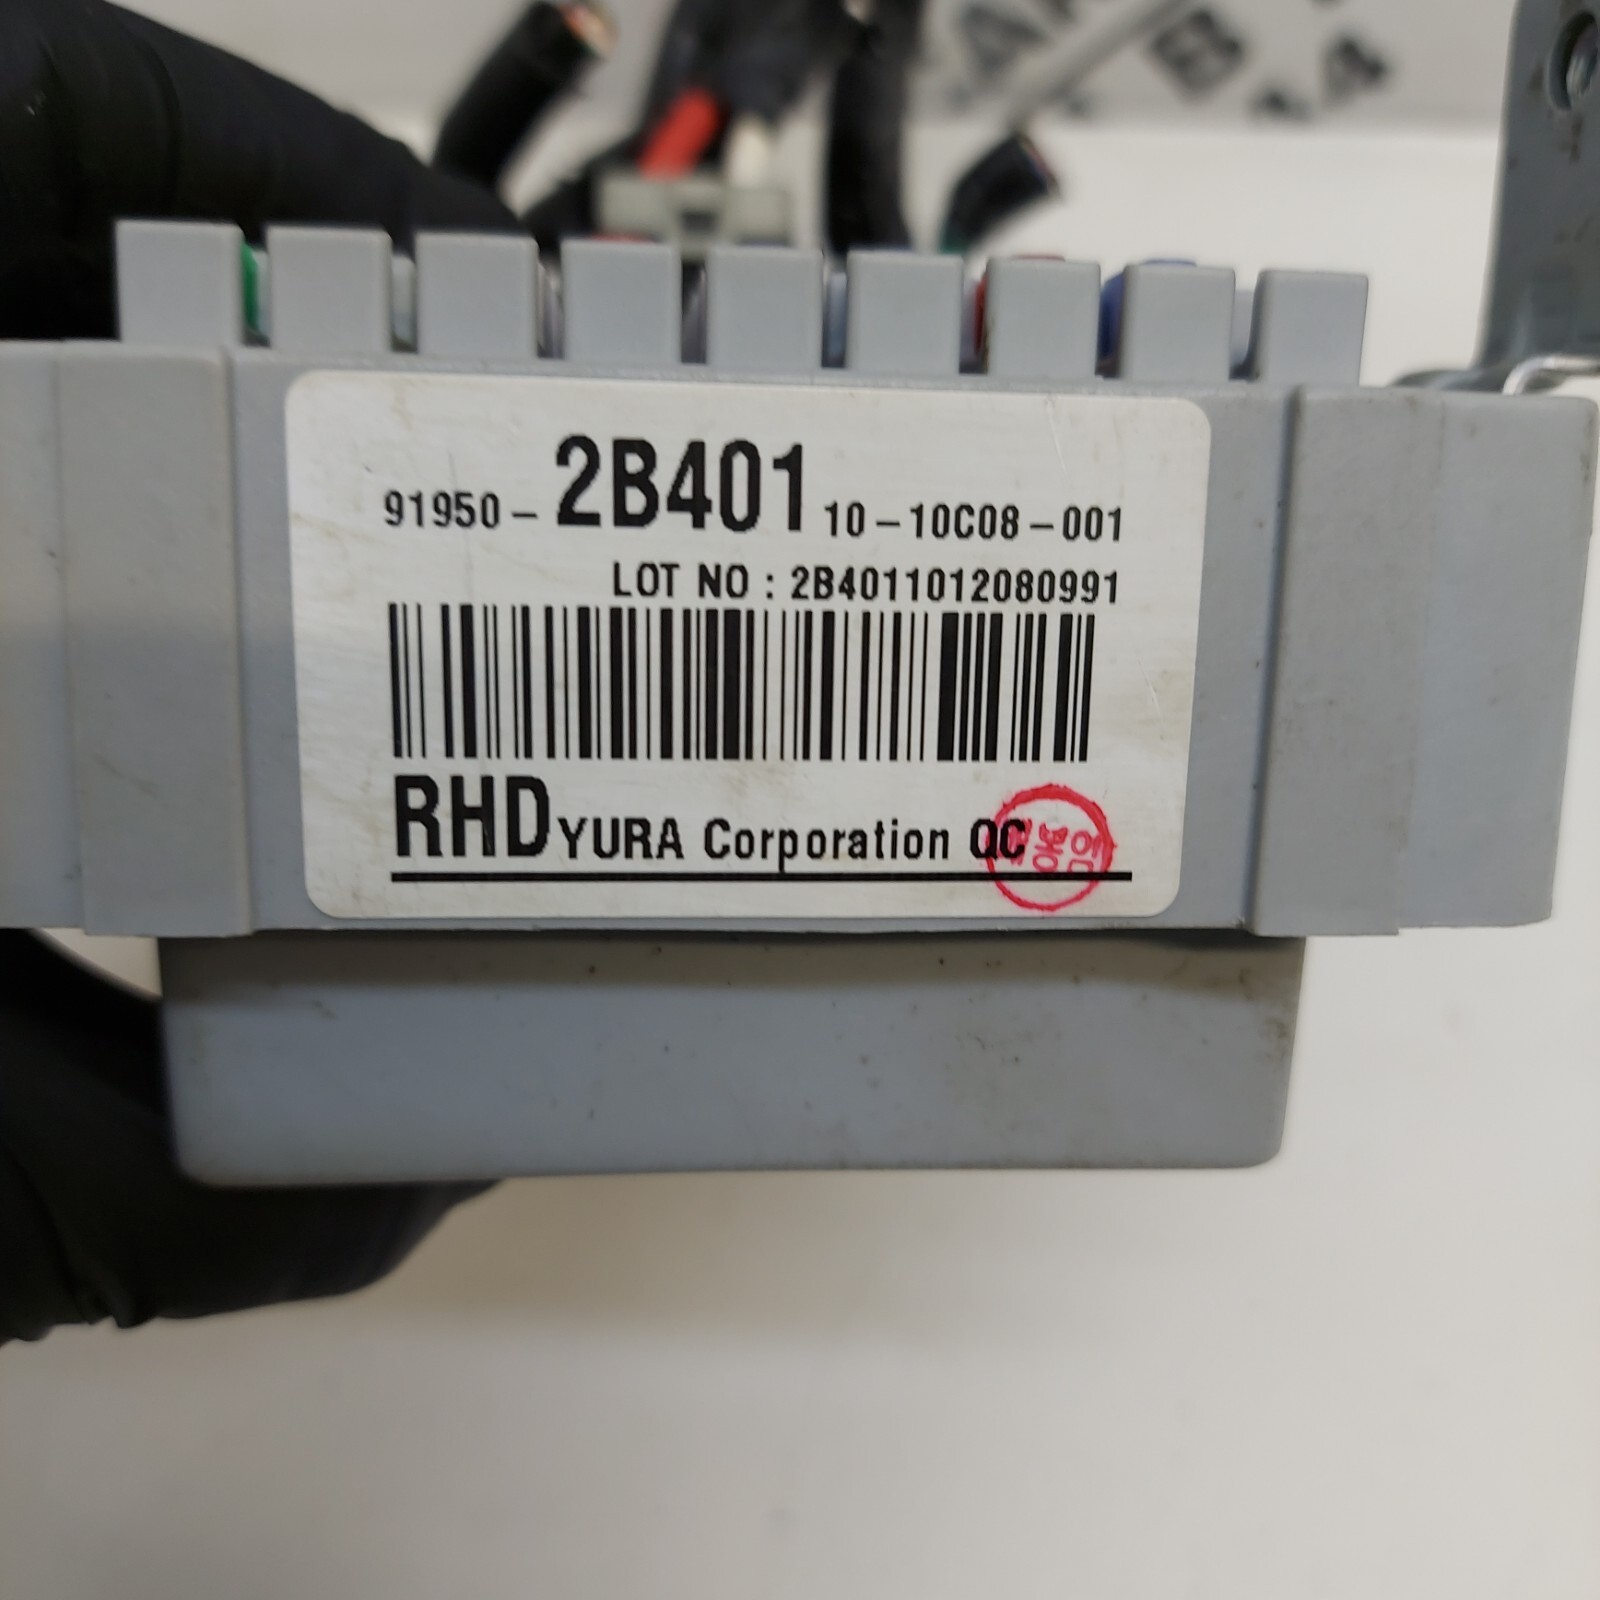 91950-2B401 10-10C08-001
LOT NO : 2B4011012080991
RHD YURA Corporation QC